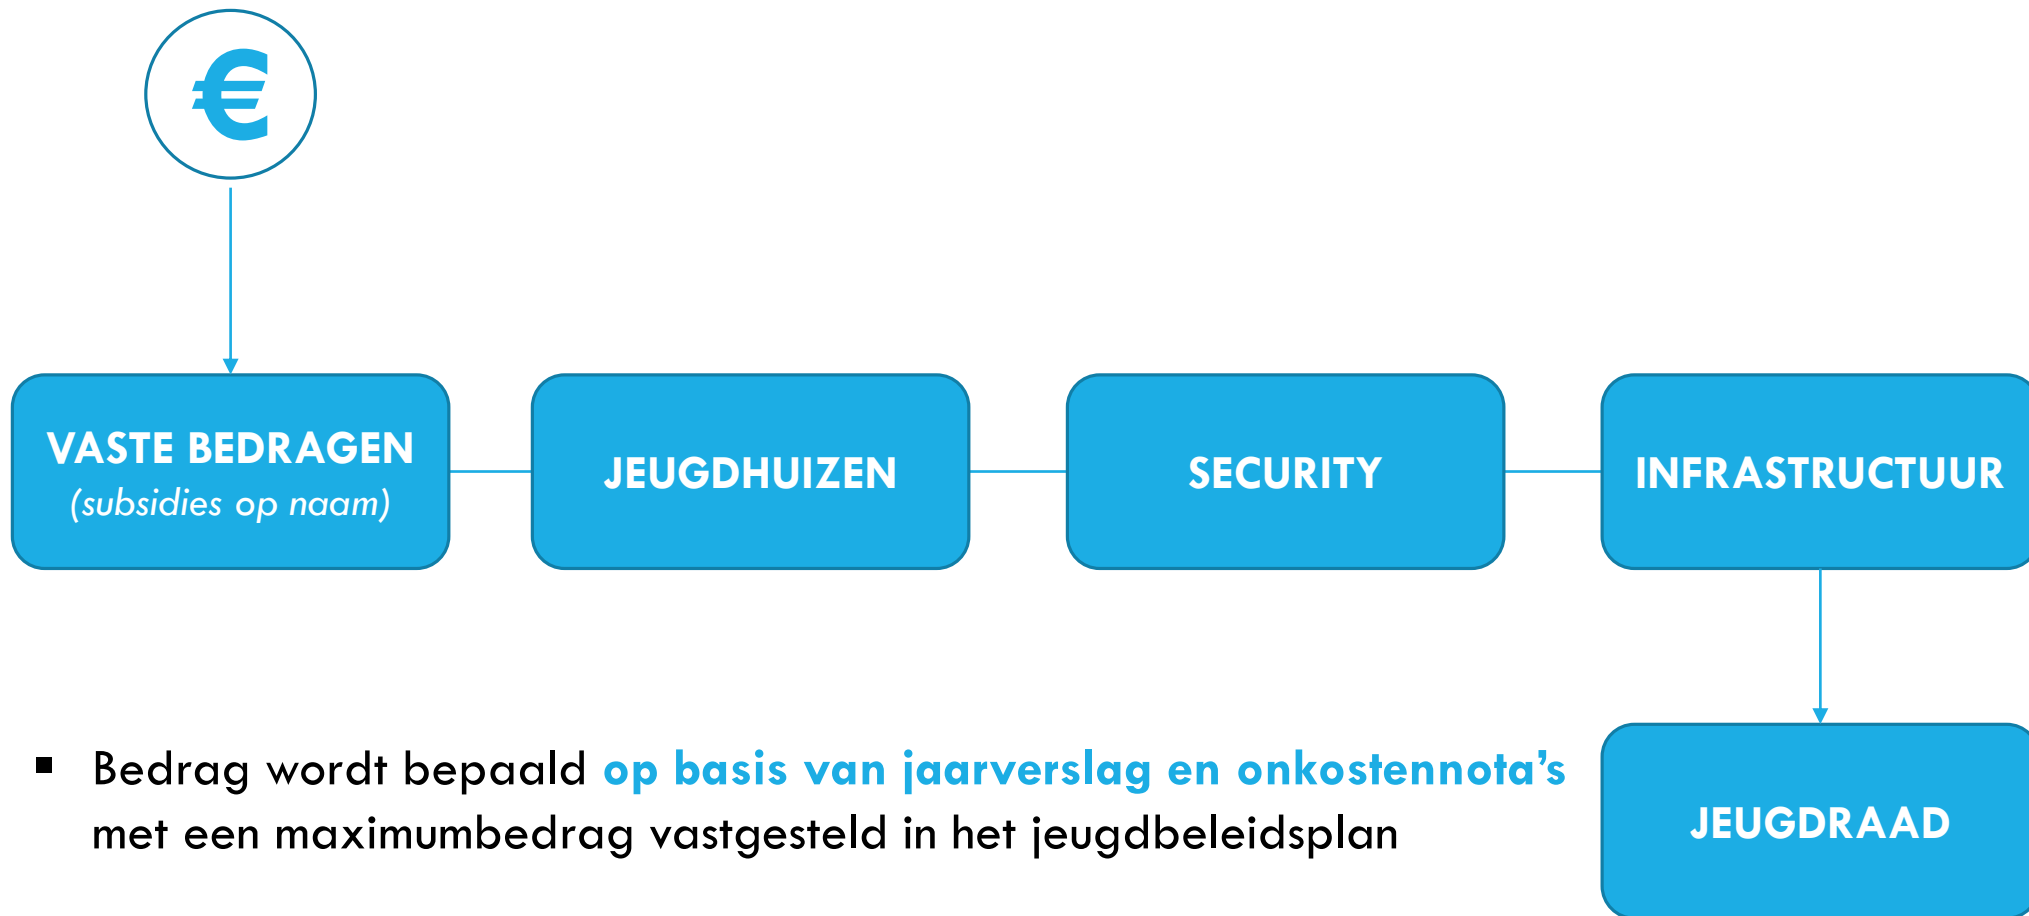 €
VASTE BEDRAGEN
(subsidies op naam)
JEUGDHUIZEN
SECURITY
INFRASTRUCTUUR
▪ Bedrag wordt bepaald op basis van jaarverslag en onkostennota’s
met een maximumbedrag vastgesteld in het jeugdbeleidsplan
JEUGDRAAD